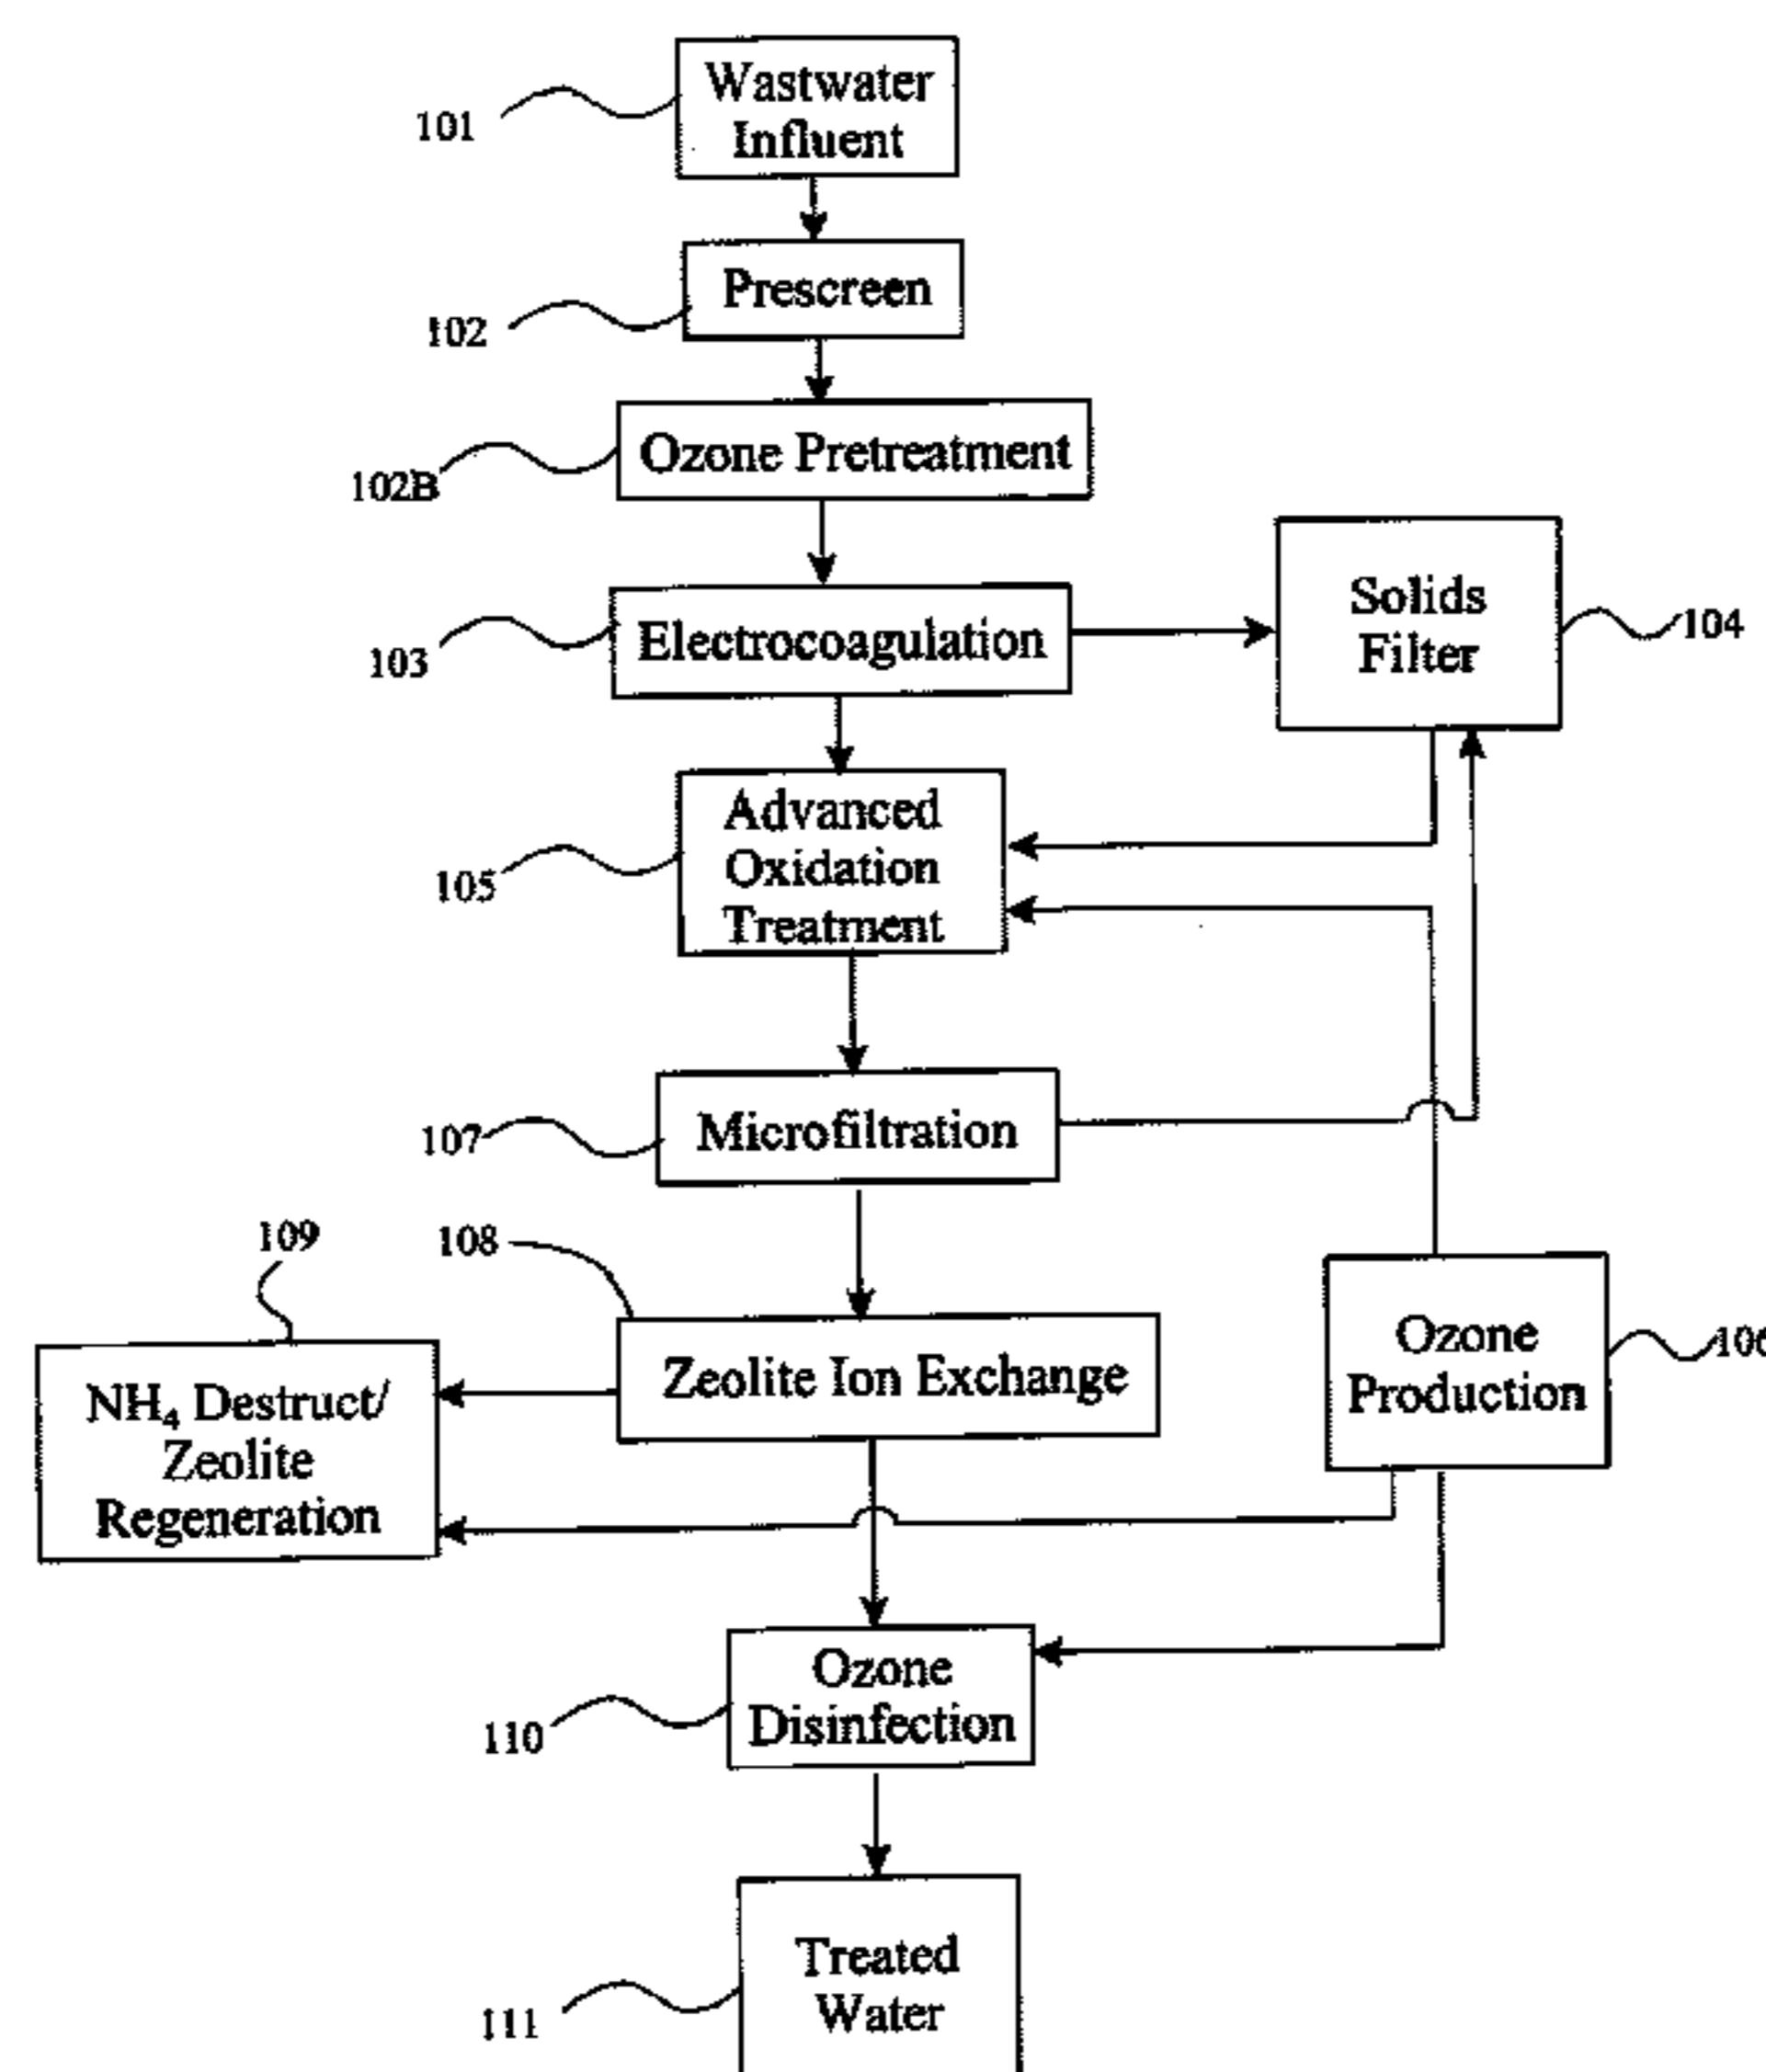 Wastwater
Influent
101
Prescreen
102
Ozone Pretreatment
102B
Electrocoagulation
103
Solids
Filter
104
Advanced
Oxidation
Treatment
105
Microfiltration
107
109
108
Zeolite Ion Exchange
NH₄ Destruct/
Zeolite
Regeneration
Ozone
Production
106
Ozone
Disinfection
110
Treated
Water
111